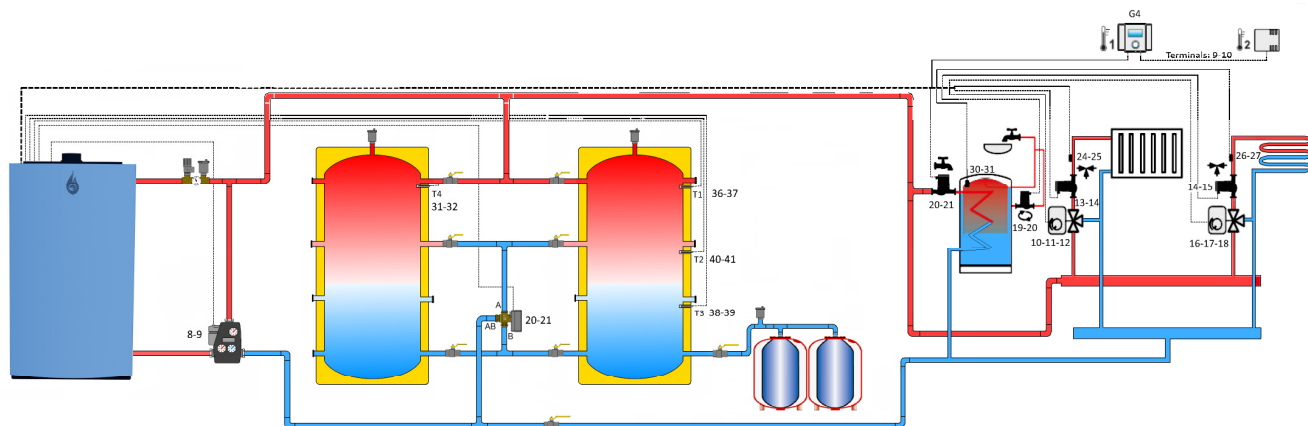 G4
1
2
Terminals: 9-10
T4
31-32
T1
36-37
T2
40-41
T3
38-39
A
AB
B
20-21
8-9
20-21
30-31
19-20
24-25
13-14
10-11-12
26-27
14-15
16-17-18